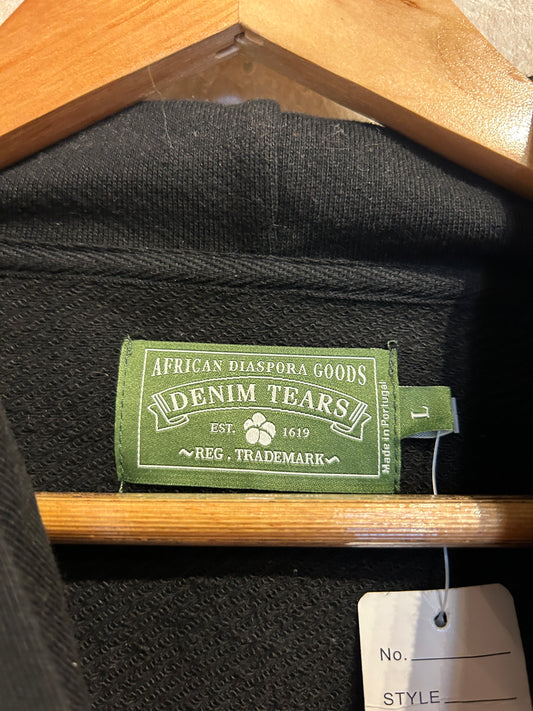 AFRICAN DIASPORA GOODS
DENIM TEARS
EST. 1619
~REG. TRADEMARK~
Made in Portugal
L
No.
STYLE